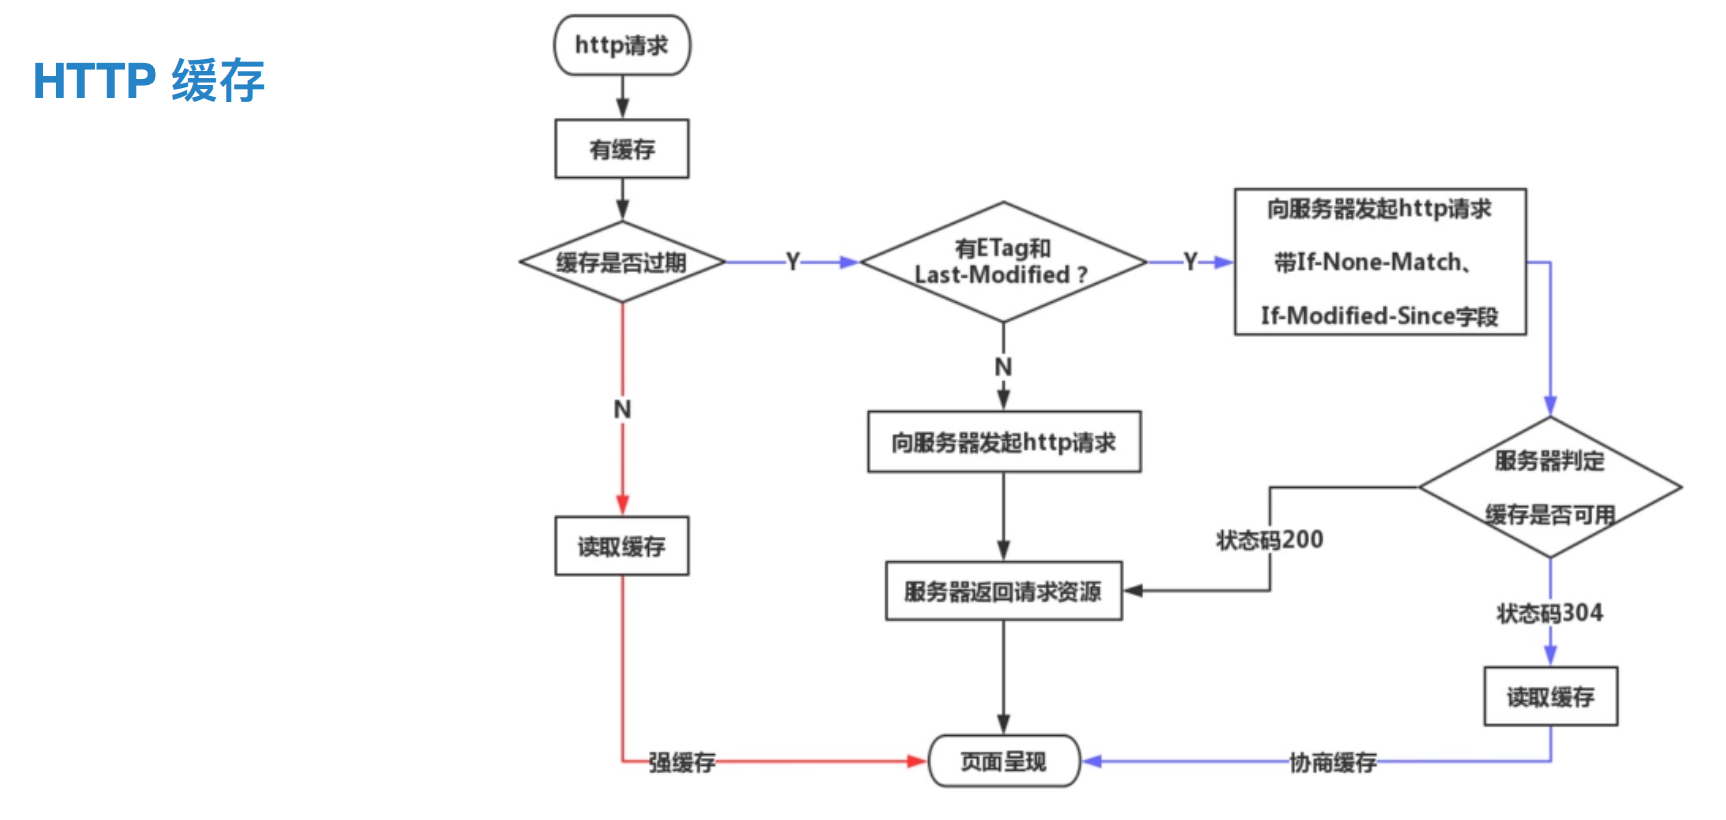 HTTP 缓存
http请求
有缓存
缓存是否过期
Y
有ETag和
Last-Modified？
Y
向服务器发起http请求
带If-None-Match、
If-Modified-Since字段
N
N
向服务器发起http请求
服务器判定
缓存是否可用
读取缓存
状态码200
服务器返回请求资源
状态码304
读取缓存
强缓存
页面呈现
协商缓存